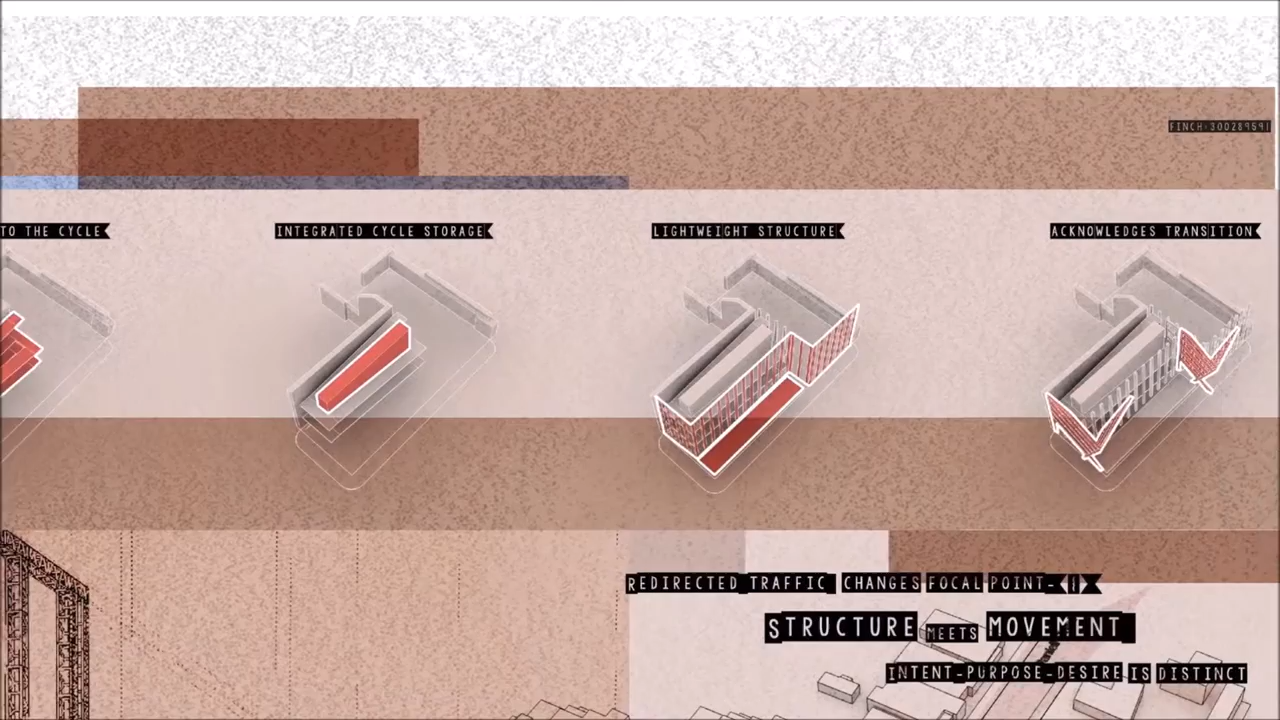 FINCH-300289591
TO THE CYCLE
INTEGRATED CYCLE STORAGE
LIGHTWEIGHT STRUCTURE
ACKNOWLEDGES TRANSITION
REDIRECTED TRAFFIC CHANGES FOCAL POINT-
STRUCTURE MEETS MOVEMENT
INTENT-PURPOSE-DESIRE IS DISTINCT